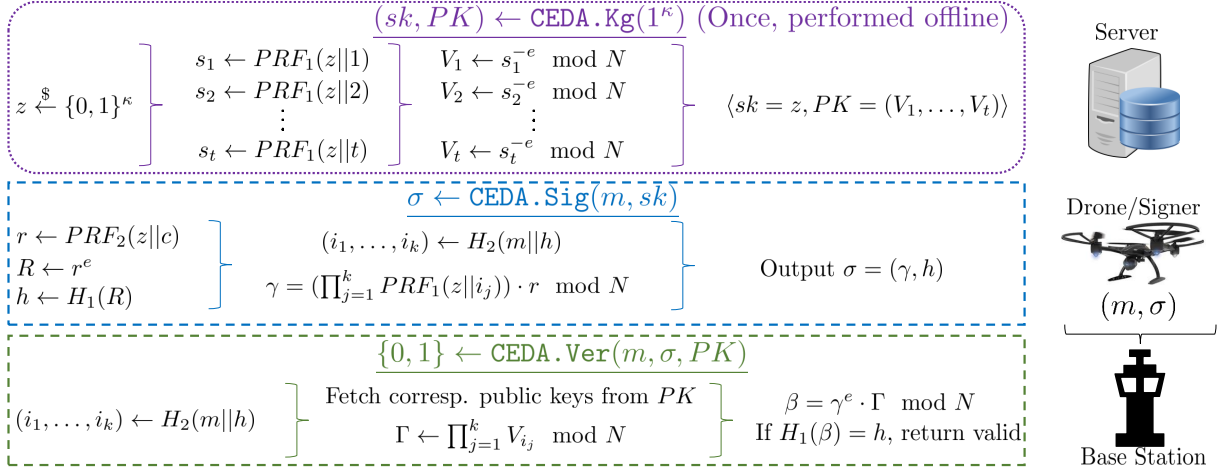 (sk, PK) ← CEDA.Kg(1^κ) (Once, performed offline)
z ←$ {0, 1}^κ
s_1 ← PRF_1(z||1)
s_2 ← PRF_1(z||2)
⋮
s_t ← PRF_1(z||t)
V_1 ← s_1^{-e} mod N
V_2 ← s_2^{-e} mod N
⋮
V_t ← s_t^{-e} mod N
⟨sk = z, PK = (V_1, . . . , V_t)⟩
Server
σ ← CEDA.Sig(m, sk)
r ← PRF_2(z||c)
R ← r^e
h ← H_1(R)
(i_1, . . . , i_k) ← H_2(m||h)
γ = (∏_{j=1}^{k} PRF_1(z||i_j)) · r mod N
Output σ = (γ, h)
Drone/Signer
(m, σ)
{0, 1} ← CEDA.Ver(m, σ, PK)
(i_1, . . . , i_k) ← H_2(m||h)
Fetch corresp. public keys from PK
Γ ← ∏_{j=1}^{k} V_{i_j} mod N
β = γ^e · Γ mod N
If H_1(β) = h, return valid
Base Station